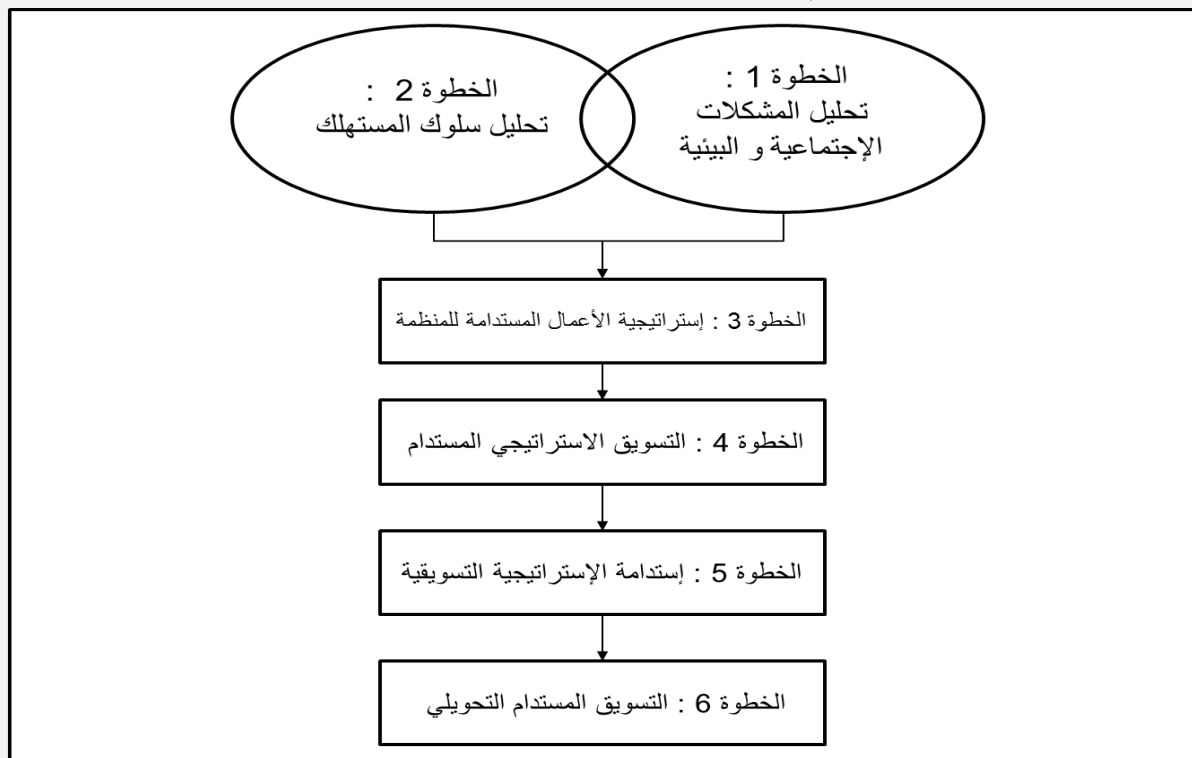 الخطوة 1 :
تحليل المشكلات
الإجتماعية و البيئية
الخطوة 2 :
تحليل سلوك المستهلك
الخطوة 3 : إستراتيجية الأعمال المستدامة للمنظمة
الخطوة 4 : التسويق الاستراتيجي المستدام
الخطوة 5 : إستدامة الإستراتيجية التسويقية
الخطوة 6 : التسويق المستدام التحويلي